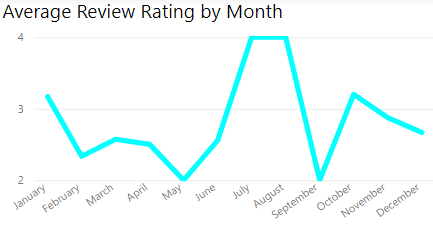 Average Review Rating by Month
4
3
2
January
February
March
April
May
June
July
August
September
October
November
December